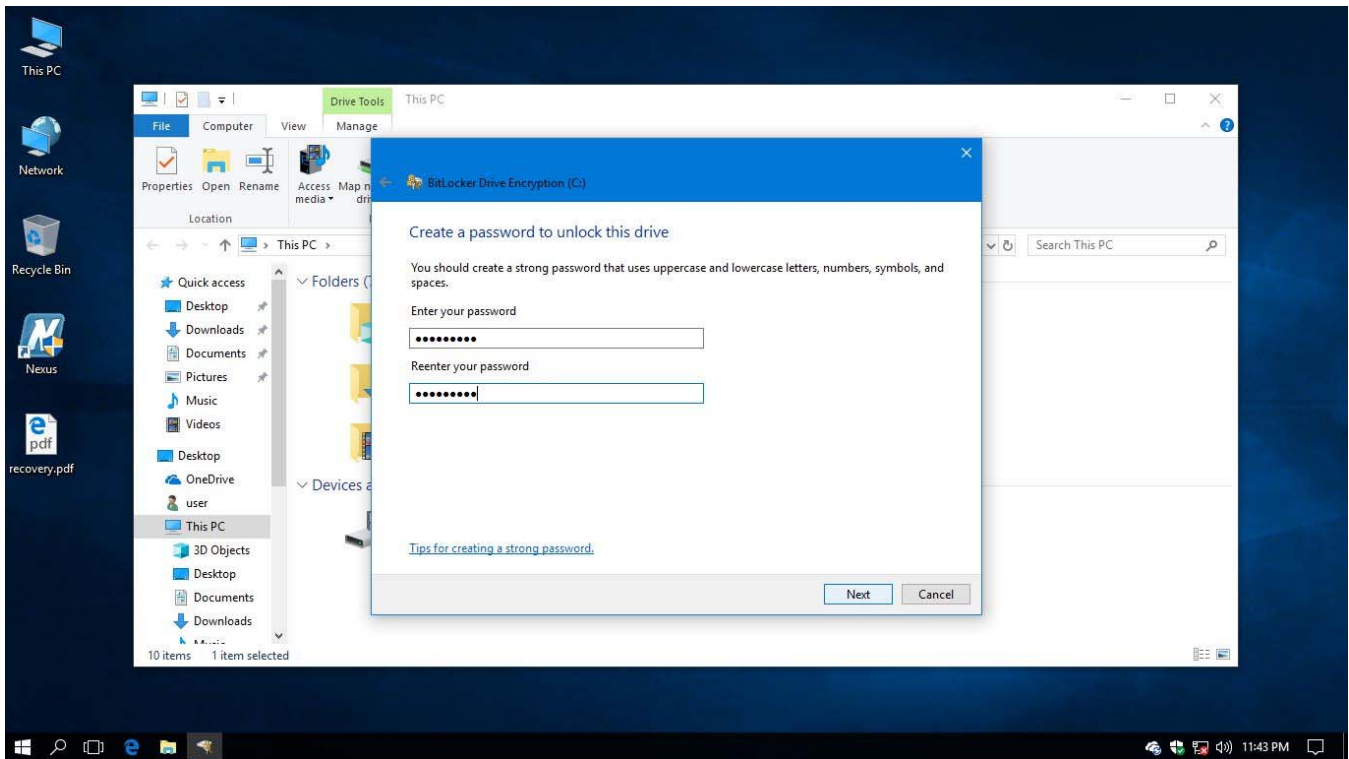 This PC
Network
Recycle Bin
Nexus
pdf
recovery.pdf
Drive Tools This PC
File Computer View Manage
Properties Open Rename Access media Map n
dri
Location
This PC
Search This PC
Quick access
Desktop
Downloads
Documents
Pictures
Music
Videos
Desktop
OneDrive
user
This PC
3D Objects
Desktop
Documents
Downloads
Folders (
Devices a
10 items 1 item selected
BitLocker Drive Encryption (C:)
Create a password to unlock this drive
You should create a strong password that uses uppercase and lowercase letters, numbers, symbols, and
spaces.
Enter your password
●●●●●●●●●
Reenter your password
●●●●●●●●●
Tips for creating a strong password.
Next Cancel
11:43 PM